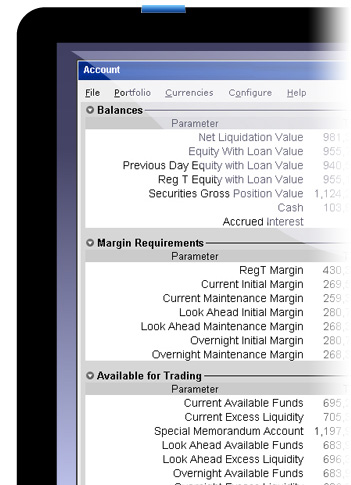 Account
File Portfolio Currencies Configure Help
Balances
Parameter
Net Liquidation Value 981,
Equity With Loan Value 955,
Previous Day Equity with Loan Value 940,
Reg T Equity with Loan Value 955,
Securities Gross Position Value 1,124,
Cash 103,
Accrued Interest
Margin Requirements
Parameter
RegT Margin 430,
Current Initial Margin 269,
Current Maintenance Margin 259,
Look Ahead Initial Margin 280,
Look Ahead Maintenance Margin 268,
Overnight Initial Margin 280,
Overnight Maintenance Margin 268,
Available for Trading
Parameter
Current Available Funds 695,
Current Excess Liquidity 705,
Special Memorandum Account 1,197,
Look Ahead Available Funds 683,
Look Ahead Excess Liquidity 696,
Overnight Available Funds 683,
Overnight Excess Liquidity